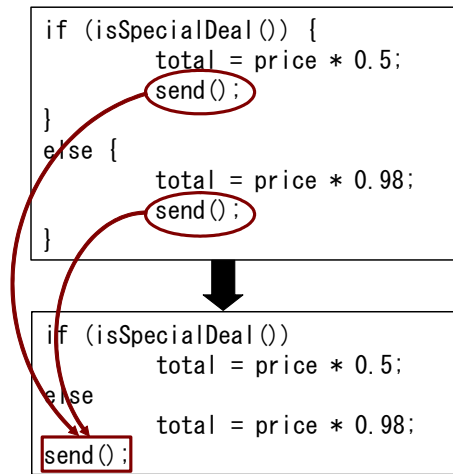 if (isSpecialDeal()) {
total = price * 0.5;
send();
}
else {
total = price * 0.98;
send();
}
if (isSpecialDeal())
total = price * 0.5;
else
total = price * 0.98;
send();